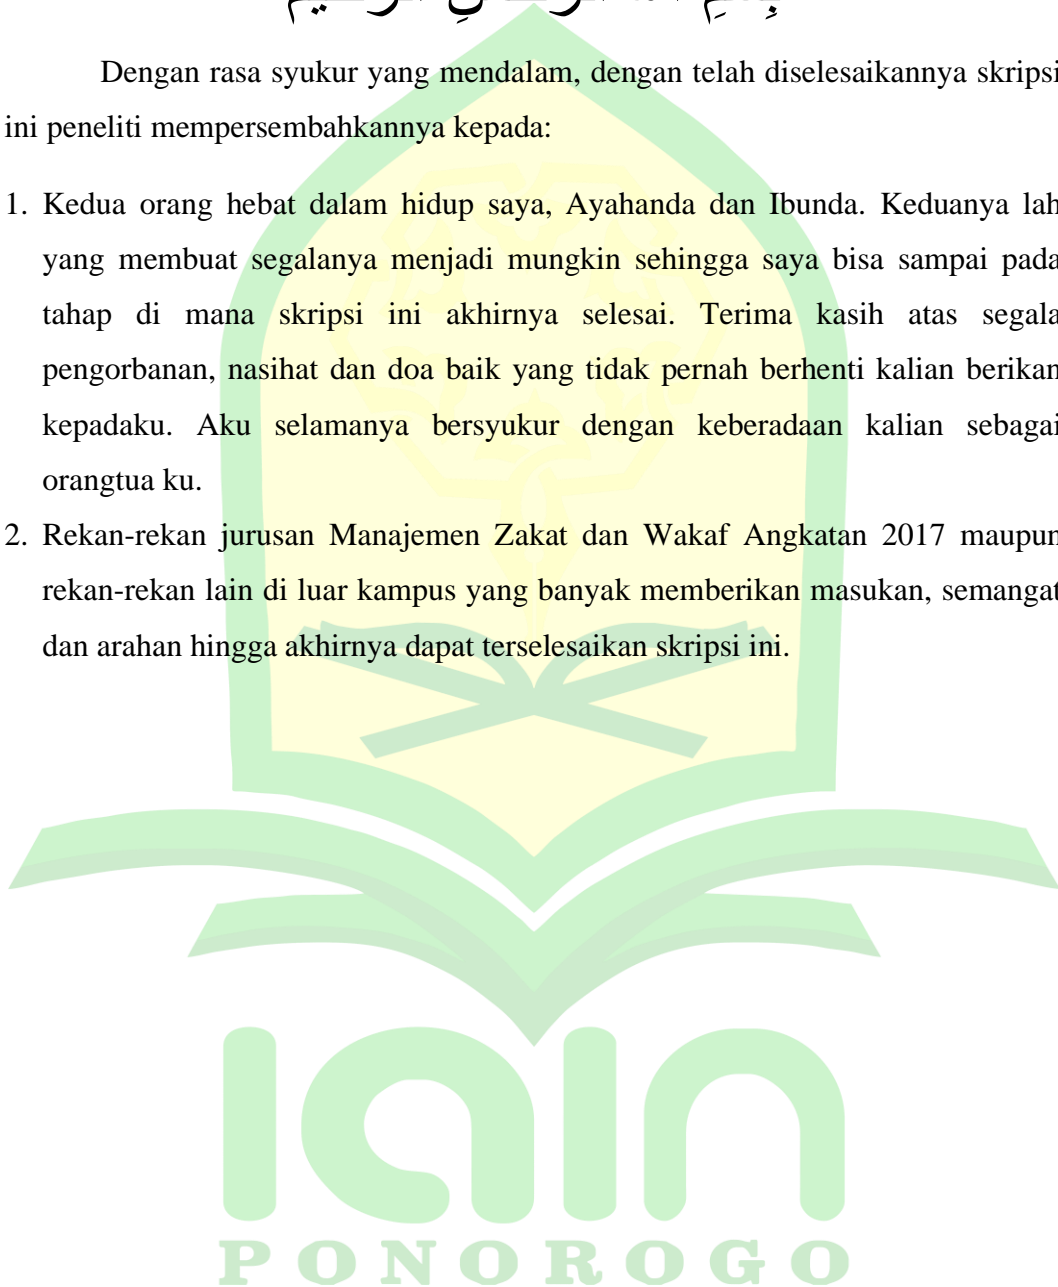 Dengan rasa syukur yang mendalam, dengan telah diselesaikannya skripsi
ini peneliti mempersembahkannya kepada:
1. Kedua orang hebat dalam hidup saya, Ayahanda dan Ibunda. Keduanya lah
yang membuat segalanya menjadi mungkin sehingga saya bisa sampai pada
tahap di mana skripsi ini akhirnya selesai. Terima kasih atas segala
pengorbanan, nasihat dan doa baik yang tidak pernah berhenti kalian berikan
kepadaku. Aku selamanya bersyukur dengan keberadaan kalian sebagai
orangtua ku.
2. Rekan-rekan jurusan Manajemen Zakat dan Wakaf Angkatan 2017 maupun
rekan-rekan lain di luar kampus yang banyak memberikan masukan, semangat
dan arahan hingga akhirnya dapat terselesaikan skripsi ini.
iain
PONOROGO